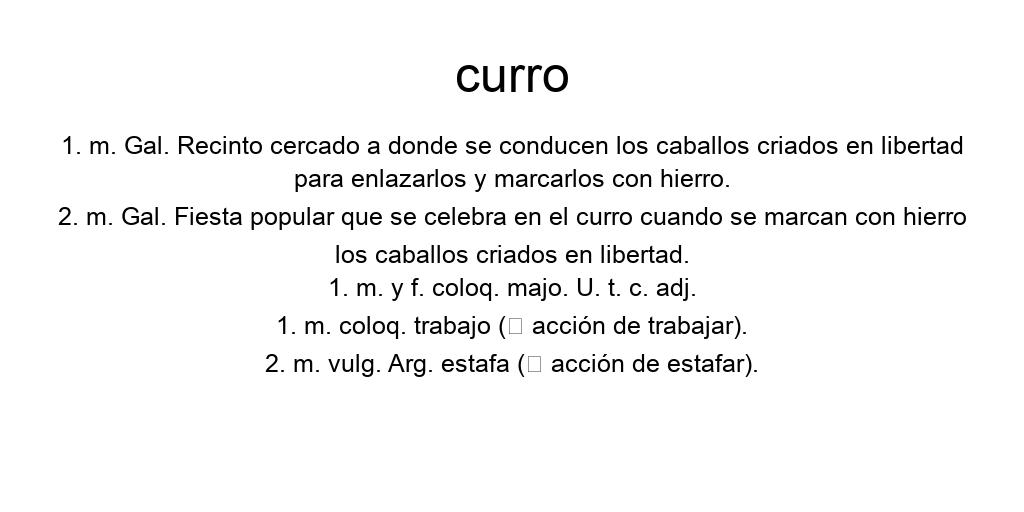 curro
1. m. Gal. Recinto cercado a donde se conducen los caballos criados en libertad
para enlazarlos y marcarlos con hierro.
2. m. Gal. Fiesta popular que se celebra en el curro cuando se marcan con hierro
los caballos criados en libertad.
1. m. y f. coloq. majo. U. t. c. adj.
1. m. coloq. trabajo (□ acción de trabajar).
2. m. vulg. Arg. estafa (□ acción de estafar).